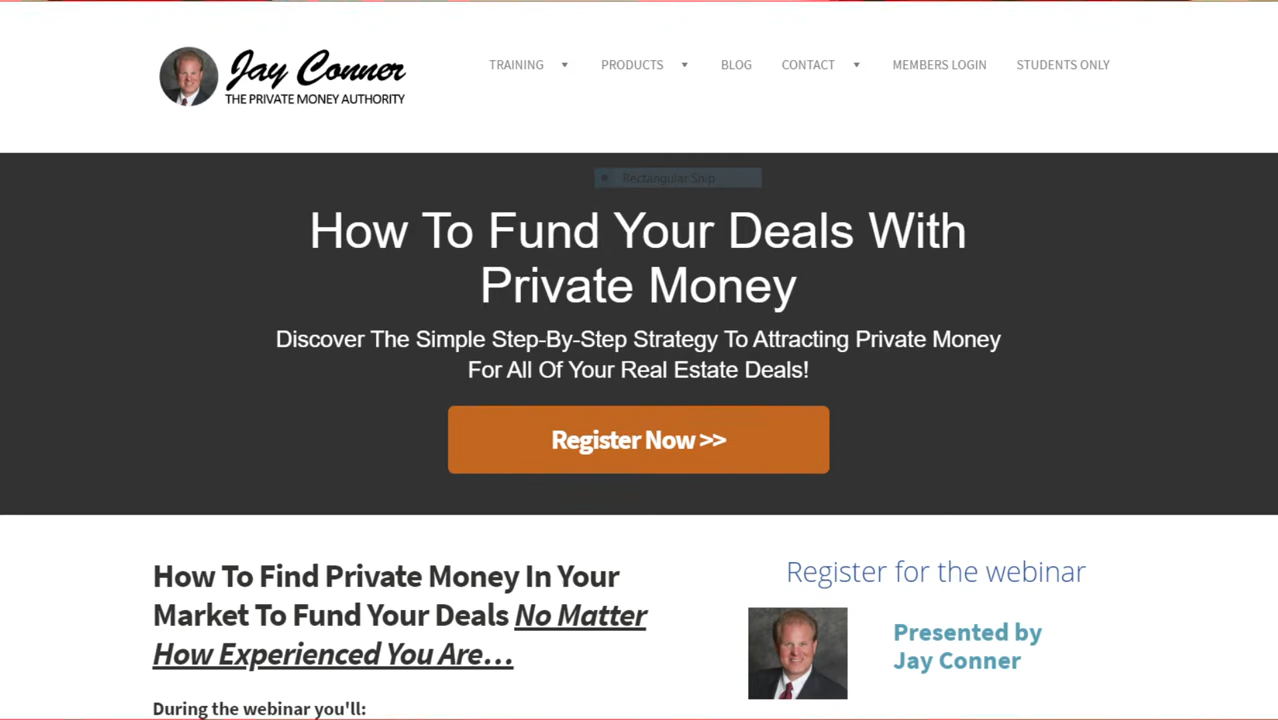 Jay Conner
THE PRIVATE MONEY AUTHORITY
TRAINING PRODUCTS BLOG CONTACT MEMBERS LOGIN STUDENTS ONLY
Rectangular Snip
How To Fund Your Deals With
Private Money
Discover The Simple Step-By-Step Strategy To Attracting Private Money
For All Of Your Real Estate Deals!
Register Now >>
How To Find Private Money In Your
Market To Fund Your Deals No Matter
How Experienced You Are...
During the webinar you'll:
Register for the webinar
Presented by
Jay Conner